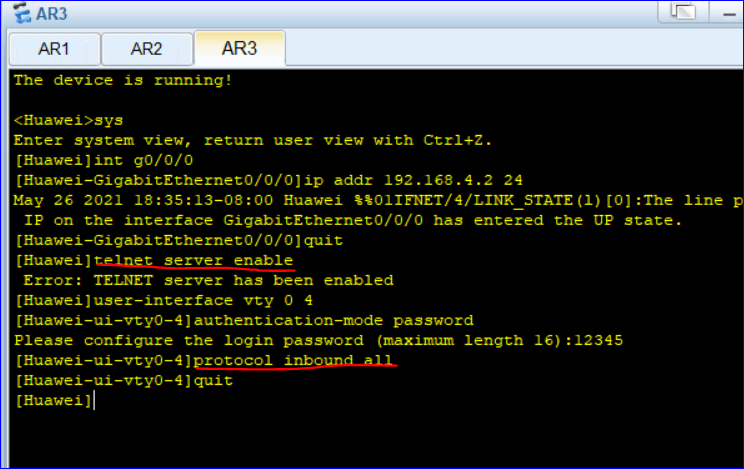 AR3
AR1 AR2 AR3
The device is running!
<Huawei>sys
Enter system view, return user view with Ctrl+Z.
[Huawei]int g0/0/0
[Huawei-GigabitEthernet0/0/0]ip addr 192.168.4.2 24
May 26 2021 18:35:13-08:00 Huawei %%01IFNET/4/LINK_STATE(l)[0]:The line p
IP on the interface GigabitEthernet0/0/0 has entered the UP state.
[Huawei-GigabitEthernet0/0/0]quit
[Huawei]telnet server enable
Error: TELNET server has been enabled
[Huawei]user-interface vty 0 4
[Huawei-ui-vty0-4]authentication-mode password
Please configure the login password (maximum length 16):12345
[Huawei-ui-vty0-4]protocol inbound all
[Huawei-ui-vty0-4]quit
[Huawei]